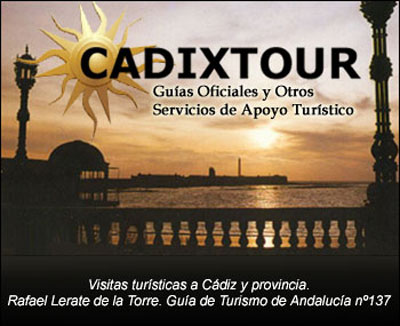 CADIXTOUR
Guías Oficiales y Otros
Servicios de Apoyo Turístico
Visitas turísticas a Cádiz y provincia.
Rafael Lerate de la Torre. Guía de Turismo de Andalucía nº137